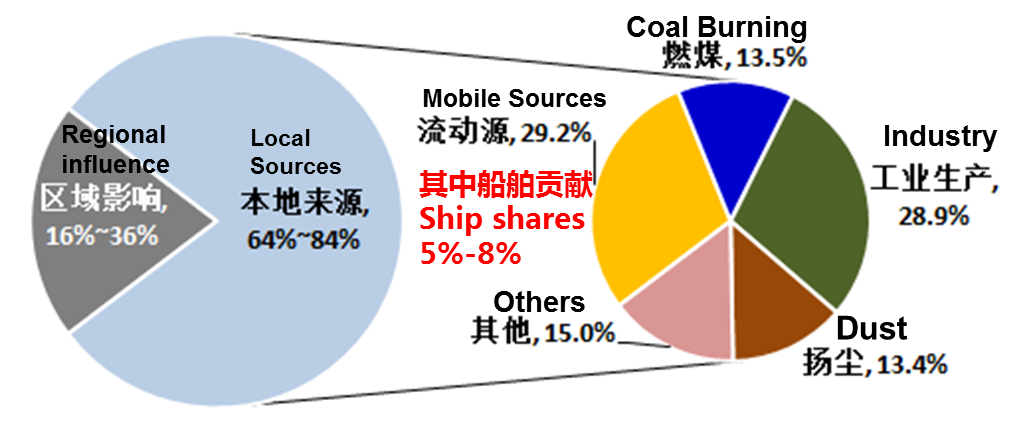 Regional
influence
区域影响,
16%~36%
Local
Sources
本地来源,
64%~84%
Coal Burning
燃煤, 13.5%
Mobile Sources
流动源, 29.2%
其中船舶贡献
Ship shares
5%-8%
Industry
工业生产,
28.9%
Others
其他, 15.0%
Dust
扬尘, 13.4%